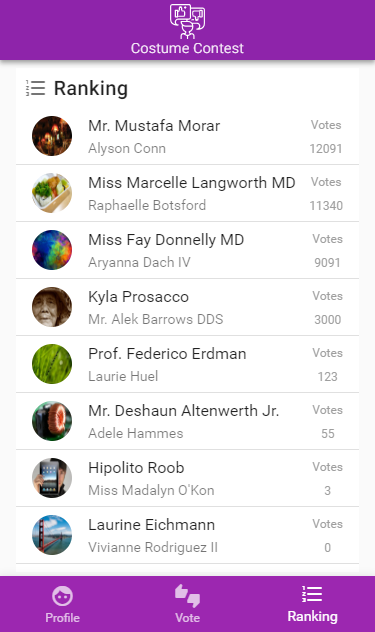 Costume Contest
Ranking
Mr. Mustafa Morar
Votes
Alyson Conn
12091
Miss Marcelle Langworth MD
Votes
Raphaelle Botsford
11340
Miss Fay Donnelly MD
Votes
Aryanna Dach IV
9091
Kyla Prosacco
Votes
Mr. Alek Barrows DDS
3000
Prof. Federico Erdman
Votes
Laurie Huel
123
Mr. Deshaun Altenwerth Jr.
Votes
Adele Hammes
55
Hipolito Roob
Votes
Miss Madalyn O'Kon
3
Laurine Eichmann
Votes
Vivianne Rodriguez II
0
Profile
Vote
Ranking